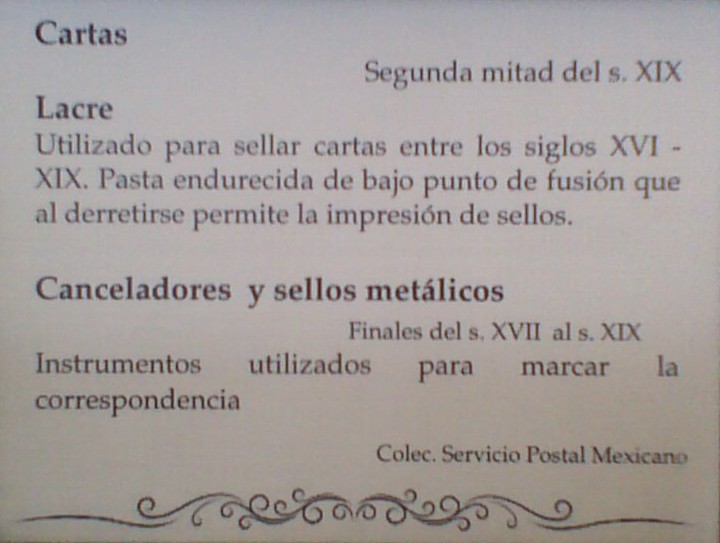 Cartas
Segunda mitad del s. XIX
Lacre
Utilizado para sellar cartas entre los siglos XVI -
XIX. Pasta endurecida de bajo punto de fusión que
al derretirse permite la impresión de sellos.
Canceladores y sellos metálicos
Finales del s. XVII al s. XIX
Instrumentos utilizados para marcar la
correspondencia
Colec. Servicio Postal Mexicano